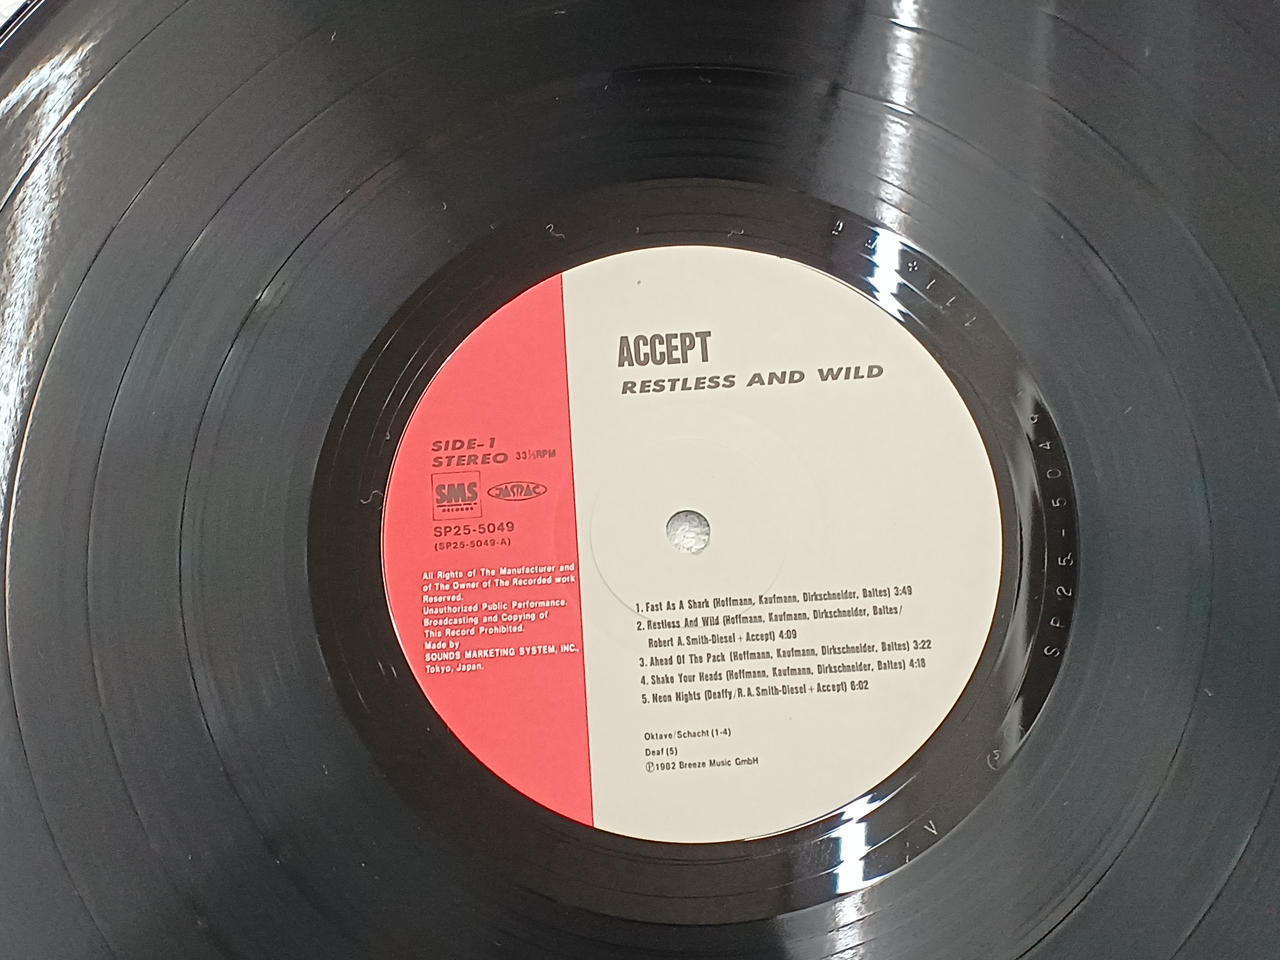 ACCEPT
RESTLESS AND WILD
SIDE-1
STEREO 33⅓RPM
SMS
RECORDS
JASRAC
SP25-5049
(SP25-5049-A)
All Rights of The Manufacturer and
of The Owner of The Recorded work
Reserved.
Unauthorized Public Performance.
Broadcasting and Copying of
This Record Prohibited.
Made by
SOUNDS MARKETING SYSTEM, INC.,
Tokyo, Japan.
1. Fast As A Shark (Hoffmann, Kaufmann, Dirkschneider, Baltes) 3:49
2. Restless And Wild (Hoffmann, Kaufmann, Dirkschneider, Baltes/
Robert A. Smith-Diesel + Accept) 4:09
3. Ahead Of The Pack (Hoffmann, Kaufmann, Dirkschneider, Baltes) 3:22
4. Shake Your Heads (Hoffmann, Kaufmann, Dirkschneider, Baltes) 4:18
5. Neon Nights (Deaffy/R. A. Smith-Diesel + Accept) 6:02
Oktave/Schacht (1-4)
Deaf (5)
Ⓟ1982 Breeze Music GmbH
SP25-5049